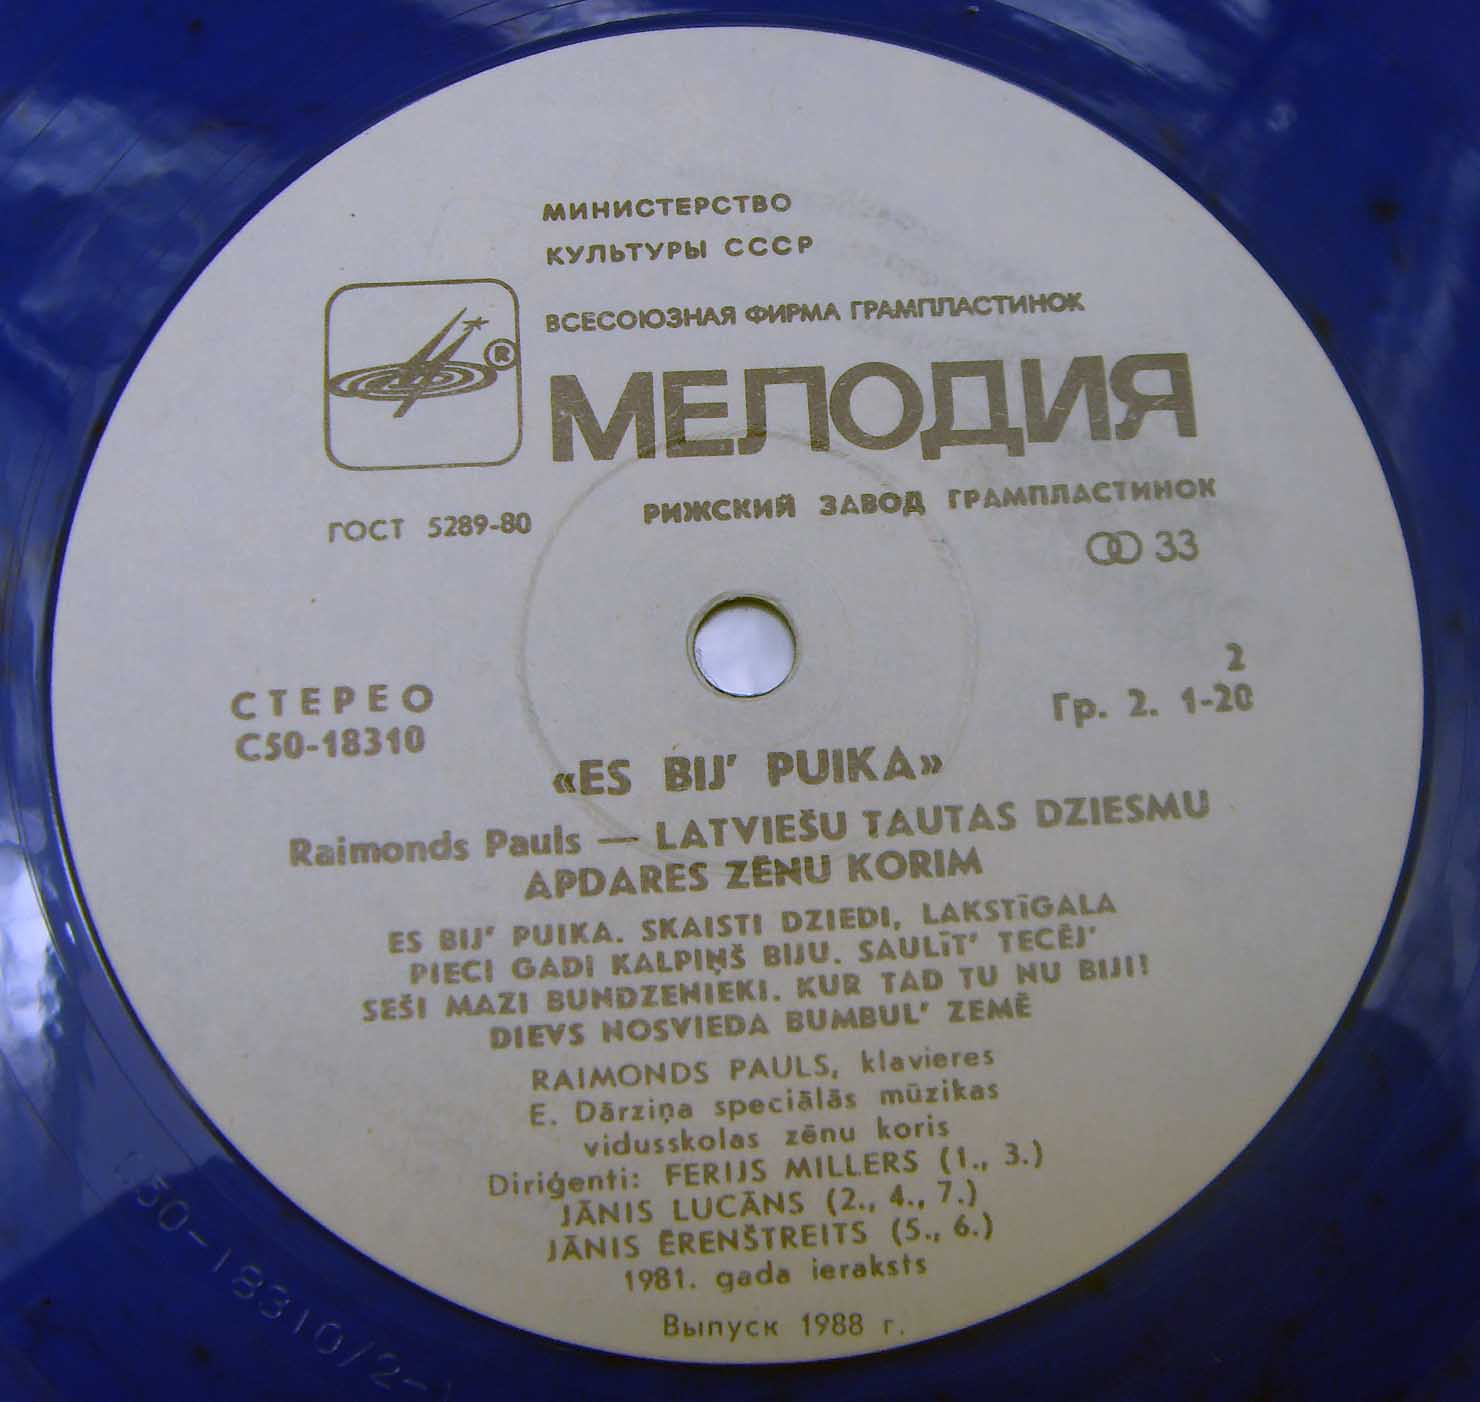 МИНИСТЕРСТВО
КУЛЬТУРЫ СССР
ВСЕСОЮЗНАЯ ФИРМА ГРАМПЛАСТИНОК
®
МЕЛОДИЯ
РИЖСКИЙ ЗАВОД ГРАМПЛАСТИНОК
ГОСТ 5289-80
33
2
СТЕРЕО
Гр. 2. 1-20
С50-18310
«ES BIJ’ PUIKA»
Raimonds Pauls — LATVIEŠU TAUTAS DZIESMU
APDARES ZĒNU KORIM
ES BIJ’ PUIKA. SKAISTI DZIEDI, LAKSTĪGALA
PIECI GADI KALPIŅŠ BIJU. SAULĪT’ TECĒJ’
SEŠI MAZI BUNDZENIEKI. KUR TAD TU NU BIJI!
DIEVS NOSVIEDA BUMBUL’ ZEMĒ
RAIMONDS PAULS, klavieres
E. Dārziņa speciālās mūzikas
vidusskolas zēnu koris
Diriģenti: FERIJS MILLERS (1., 3.)
JĀNIS LUCĀNS (2., 4., 7.)
JĀNIS ĒRENŠTREITS (5., 6.)
1981. gada ieraksts
Выпуск 1988 г.
50-18310/2-